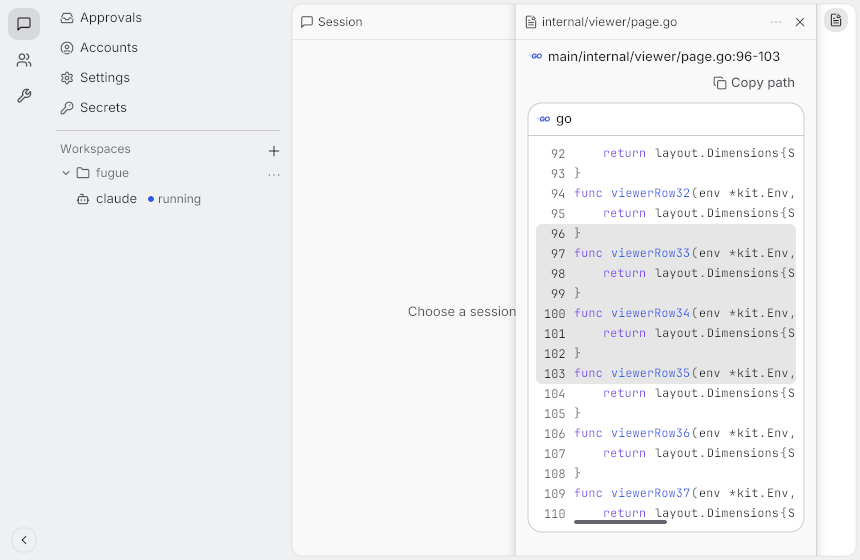 Approvals
Accounts
Settings
Secrets
Workspaces
fugue
claude running
Session
Choose a session
internal/viewer/page.go
GO main/internal/viewer/page.go:96-103
Copy path
GO go
92 return layout.Dimensions{S
93 }
94 func viewerRow32(env *kit.Env,
95 return layout.Dimensions{S
96 }
97 func viewerRow33(env *kit.Env,
98 return layout.Dimensions{S
99 }
100 func viewerRow34(env *kit.Env,
101 return layout.Dimensions{S
102 }
103 func viewerRow35(env *kit.Env,
104 return layout.Dimensions{S
105 }
106 func viewerRow36(env *kit.Env,
107 return layout.Dimensions{S
108 }
109 func viewerRow37(env *kit.Env,
110 return layout.Dimensions{S